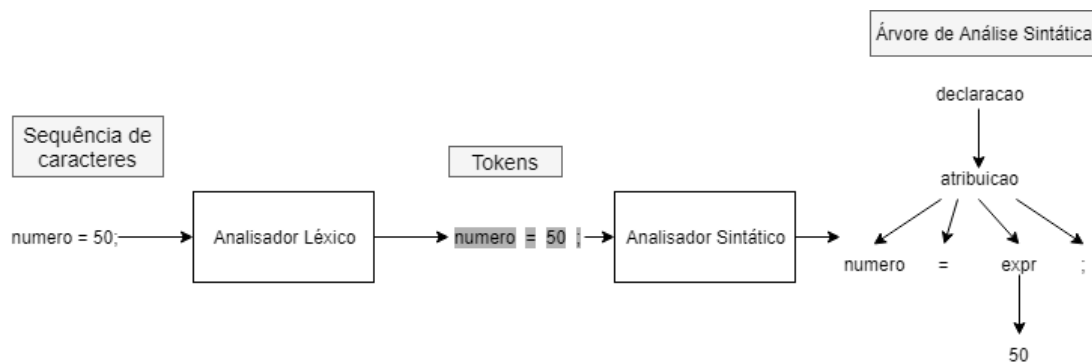 Árvore de Análise Sintática
declaracao
Sequência de
caracteres
Tokens
atribuicao
numero = 50;
Analisador Léxico
numero = 50 ;
Analisador Sintático
numero = expr ;
50